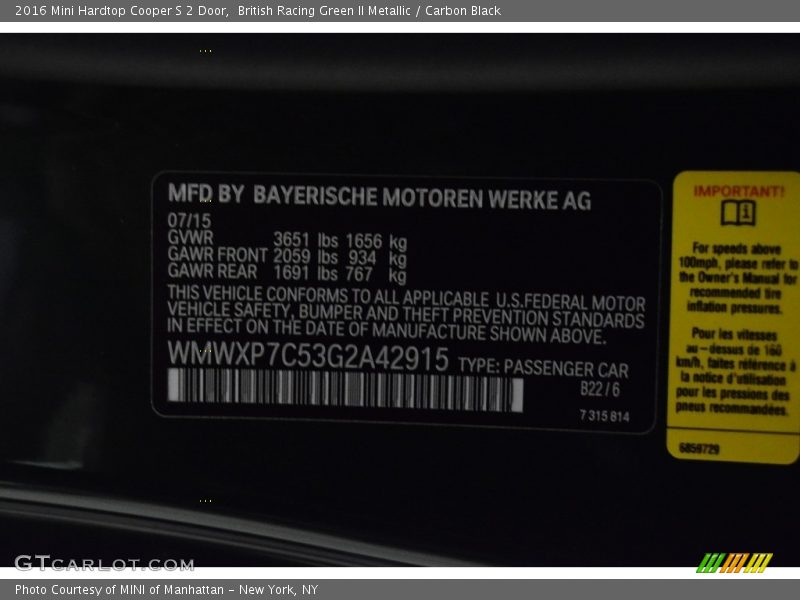 2016 Mini Hardtop Cooper S 2 Door,  British Racing Green II Metallic / Carbon Black
MFD BY BAYERISCHE MOTOREN WERKE AG
07/15
GVWR 3651 lbs 1656 kg
GAWR FRONT 2059 lbs 934 kg
GAWR REAR 1691 lbs 767 kg
THIS VEHICLE CONFORMS TO ALL APPLICABLE U.S.FEDERAL MOTOR
VEHICLE SAFETY, BUMPER AND THEFT PREVENTION STANDARDS
IN EFFECT ON THE DATE OF MANUFACTURE SHOWN ABOVE.
WMWXP7C53G2A42915 TYPE: PASSENGER CAR
B22/6
7 315 814
IMPORTANT!
For speeds above
100mph, please refer to
the Owner's Manual for
recommended tire
inflation pressures.
Pour les vitesses
au-dessus de 160
km/h, faites référence à
la notice d'utilisation
pour les pressions des
pneus recommandées.
6859729
GTCARLOT.COM
Photo Courtesy of MINI of Manhattan - New York, NY